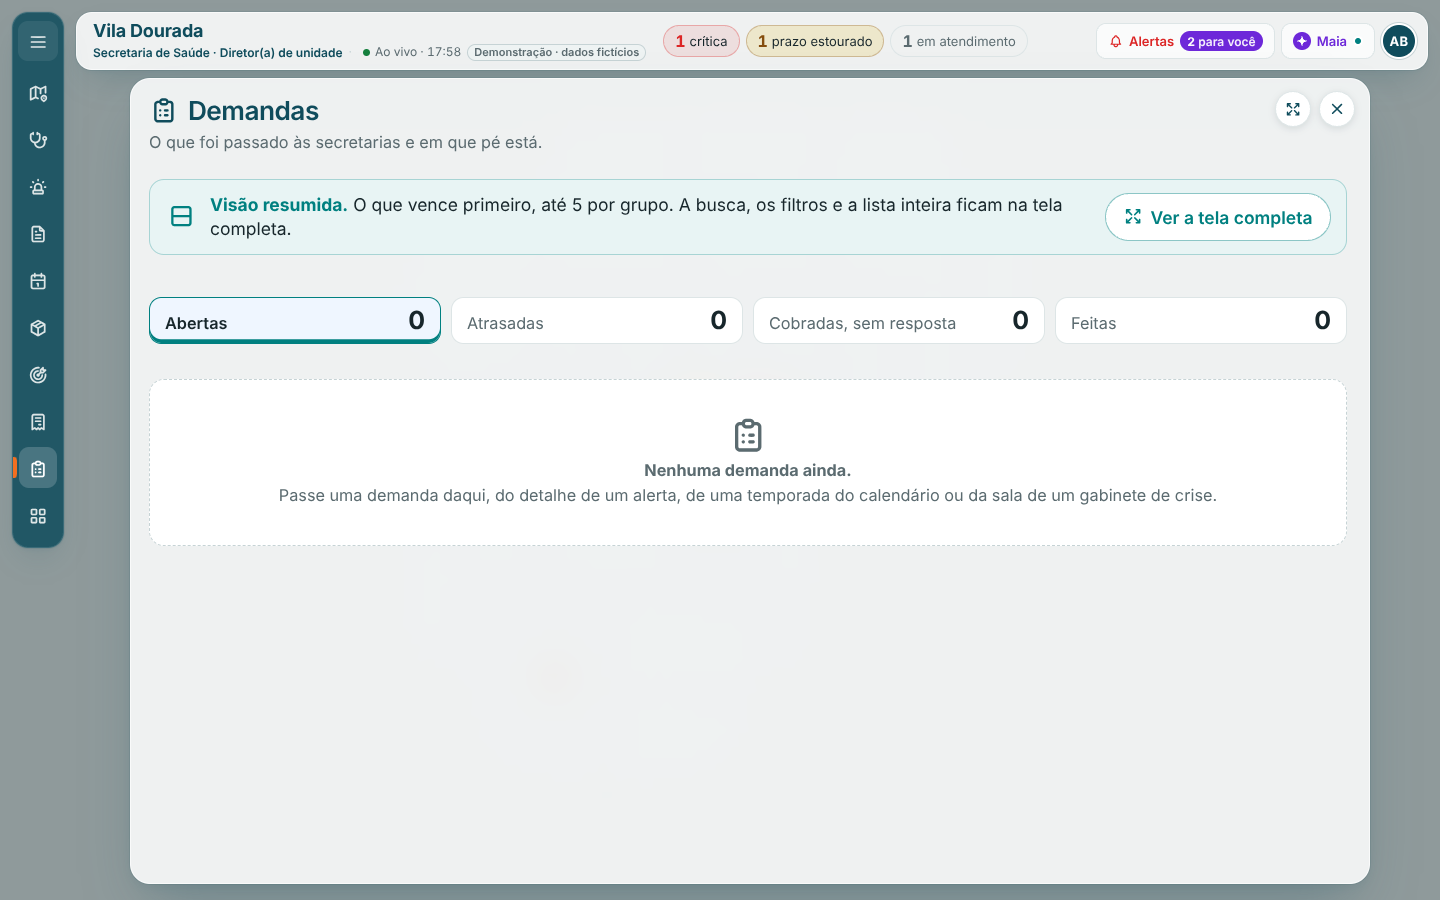 Vila Dourada
Secretaria de Saúde · Diretor(a) de unidade
Ao vivo · 17:58
Demonstração · dados fictícios
1 crítica
1 prazo estourado
1 em atendimento
Alertas
2 para você
Maia
AB
Demandas
O que foi passado às secretarias e em que pé está.
Visão resumida. O que vence primeiro, até 5 por grupo. A busca, os filtros e a lista inteira ficam na tela
completa.
Ver a tela completa
Abertas 0
Atrasadas 0
Cobradas, sem resposta 0
Feitas 0
Nenhuma demanda ainda.
Passe uma demanda daqui, do detalhe de um alerta, de uma temporada do calendário ou da sala de um gabinete de crise.